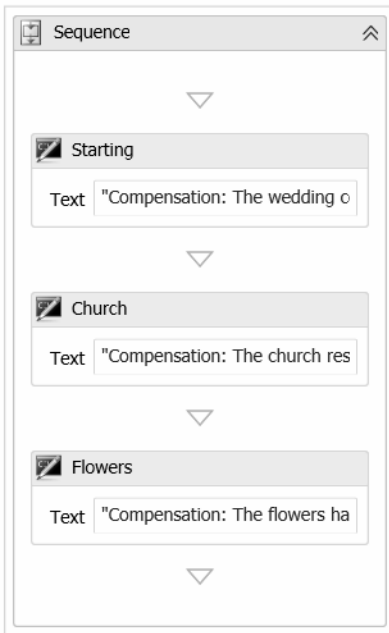 Sequence
Starting
Text "Compensation: The wedding
Church
Text "Compensation: The church res
Flowers
Text "Compensation: The flowers ha